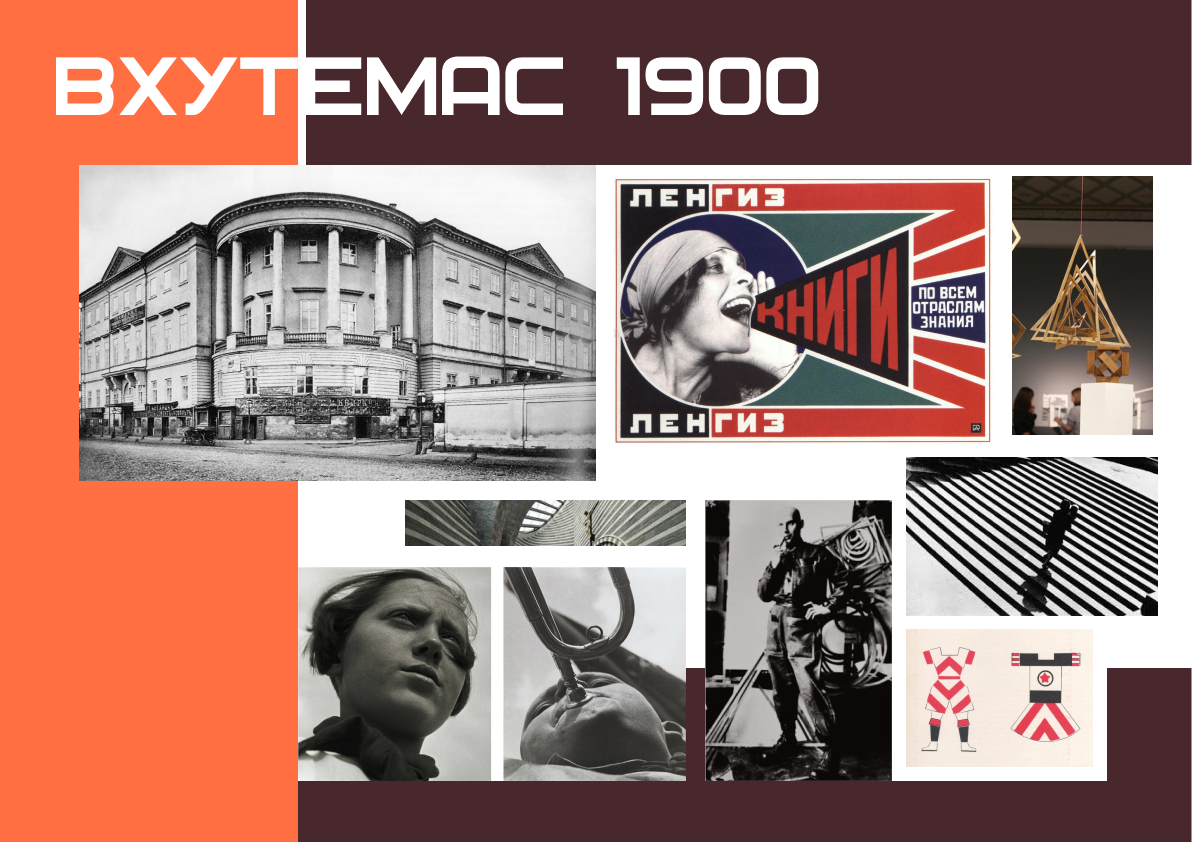 ВХУТЕМАС 1900
ЛЕНГИЗ
КНИГИ
ПО ВСЕМ
ОТРАСЛЯМ
ЗНАНИЯ
ЛЕНГИЗ